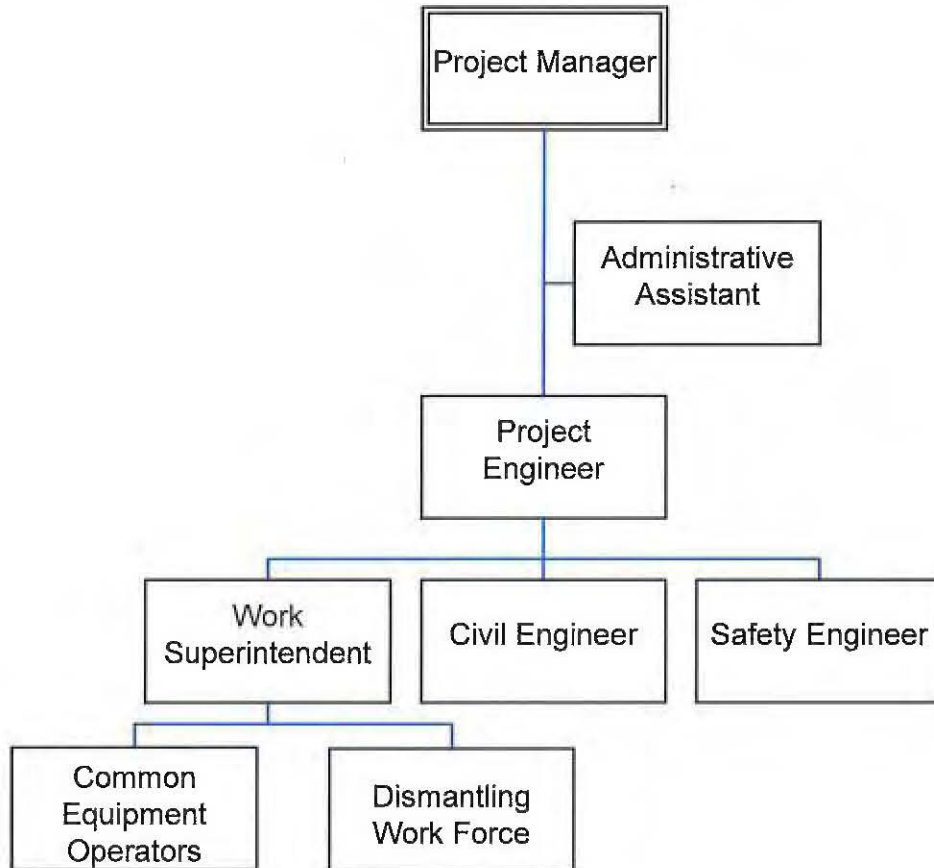 Project Manager
Administrative
Assistant
Project
Engineer
Work
Superintendent
Civil Engineer
Safety Engineer
Common
Equipment
Operators
Dismantling
Work Force